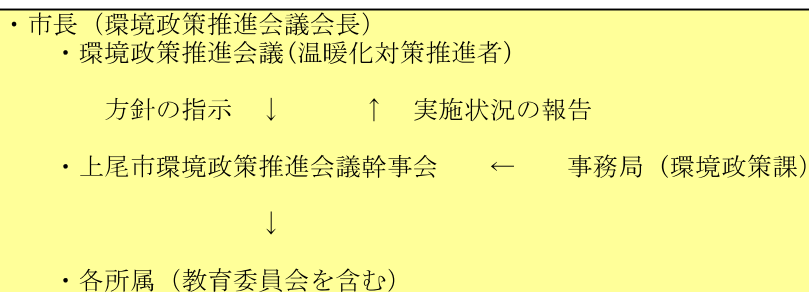 ・市長（環境政策推進会議会長）
・環境政策推進会議(温暖化対策推進者)
方針の指示　↓　　　↑　実施状況の報告
・上尾市環境政策推進会議幹事会　　←　　事務局（環境政策課）
↓
・各所属（教育委員会を含む）